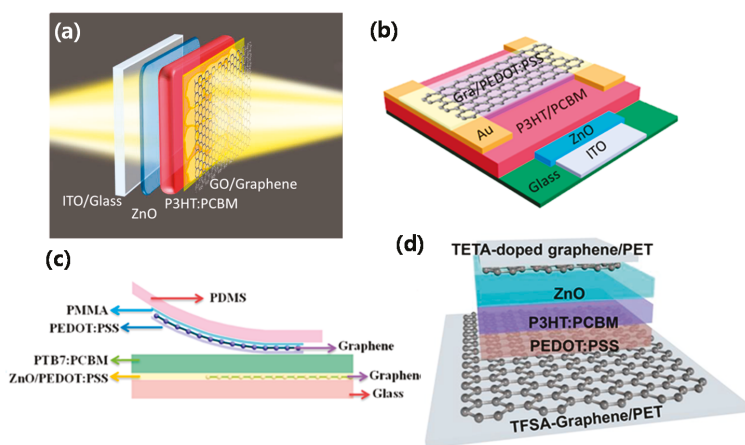 (a)
ITO/Glass
ZnO
P3HT:PCBM
GO/Graphene
(b)
Gra/PEDOT:PSS
Au
P3HT/PCBM
ZnO
ITO
Glass
(c)
PDMS
PMMA
PEDOT:PSS
Graphene
PTB7:PCBM
ZnO/PEDOT:PSS
Graphene
Glass
(d)
TETA-doped graphene/PET
ZnO
P3HT:PCBM
PEDOT:PSS
TFSA-Graphene/PET